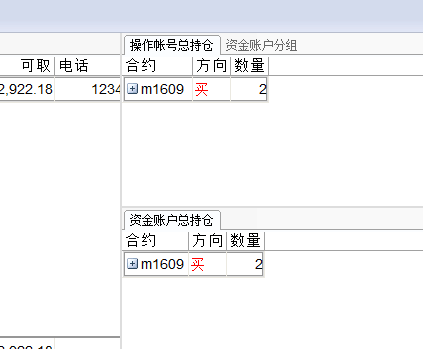 操作帐号总持仓 资金账户分组
可取 电话 合约 方向 数量
2,922.18 1234 m1609 买 2
资金账户总持仓
合约 方向 数量
m1609 买 2